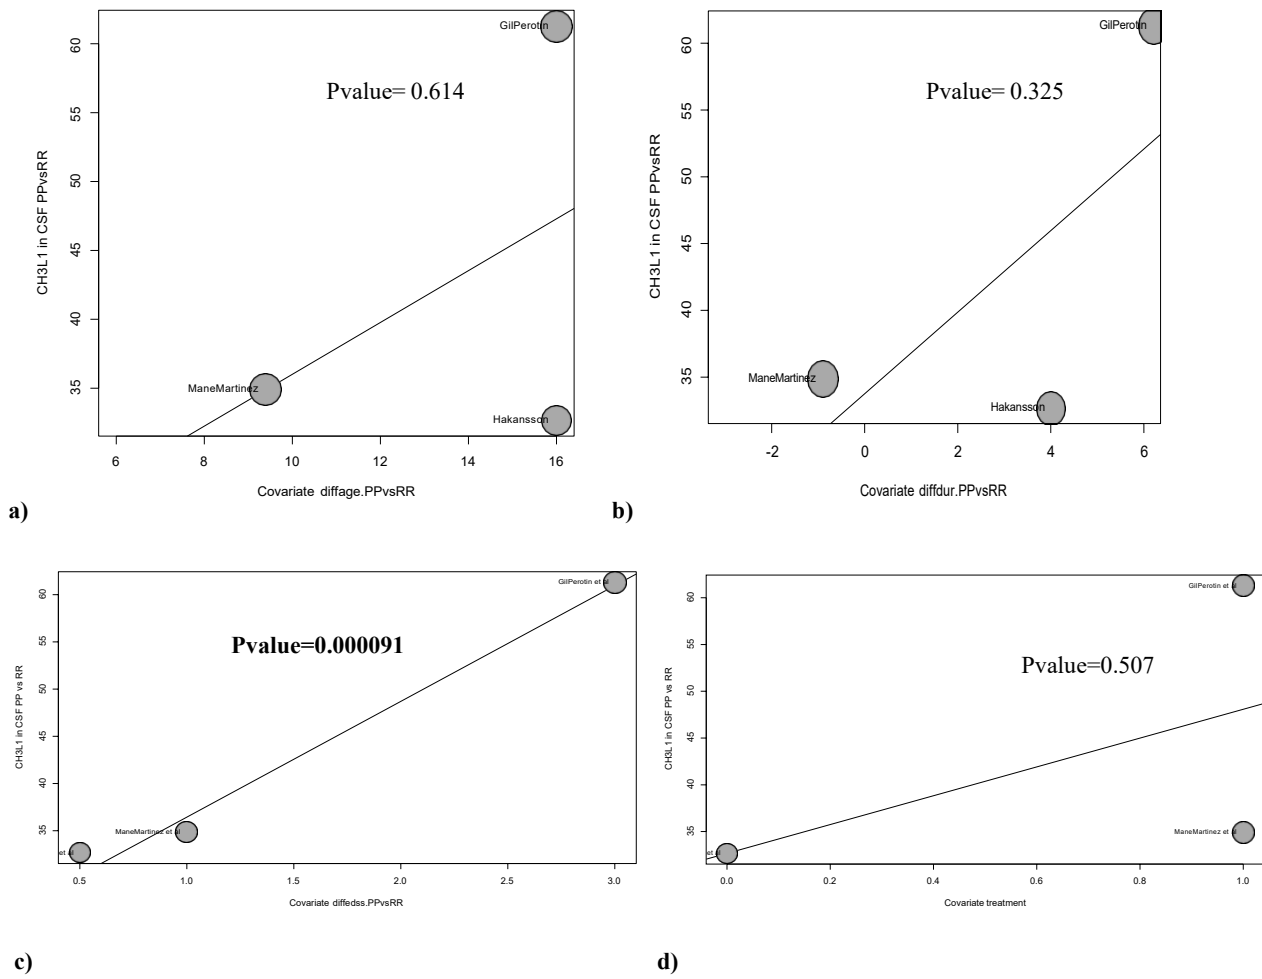 GilPerotin
Pvalue= 0.614
ManeMartinez
Hakansson
CH3L1 in CSF PPvsRR
35 40 45 50 55 60
6 8 10 12 14 16
Covariate diffage.PPvsRR
a)
GilPerotin
Pvalue= 0.325
ManeMartinez
Hakansson
CH3L1 in CSF PPvsRR
35 40 45 50 55 60
-2 0 2 4 6
Covariate diffdur.PPvsRR
b)
GilPerotin et al
Pvalue=0.000091
ManeMartinez et al
et al
CH3L1 in CSF PP vs RR
35 40 45 50 55 60
0.5 1.0 1.5 2.0 2.5 3.0
Covariate diffedss.PPvsRR
c)
GilPerotin et al
Pvalue=0.507
ManeMartinez et al
et al
CH3L1 in CSF PP vs RR
35 40 45 50 55 60
0.0 0.2 0.4 0.6 0.8 1.0
Covariate treatment
d)